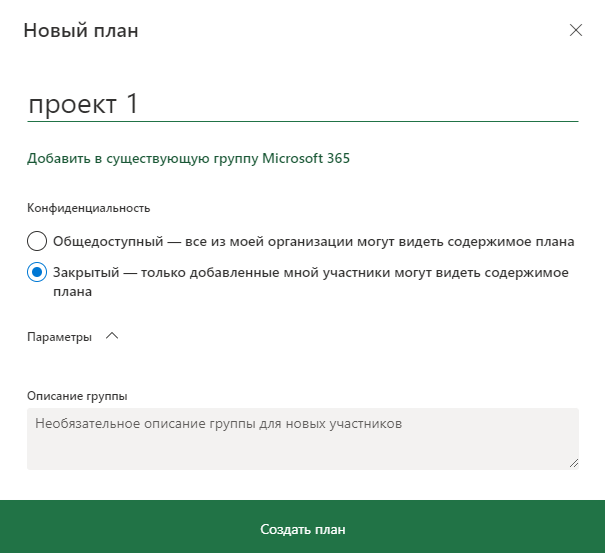 Новый план
проект 1
Добавить в существующую группу Microsoft 365
Конфиденциальность
Общедоступный — все из моей организации могут видеть содержимое плана
Закрытый — только добавленные мной участники могут видеть содержимое
плана
Параметры
Описание группы
Необязательное описание группы для новых участников
Создать план